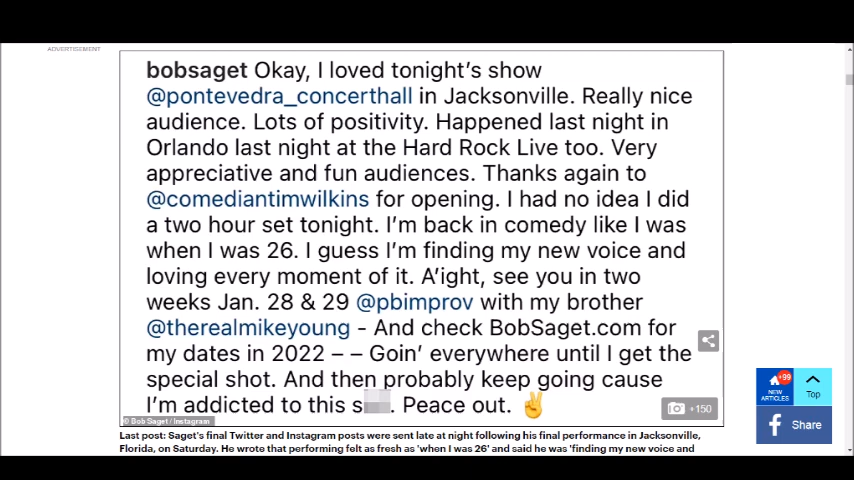 ADVERTISEMENT
bobsaget Okay, I loved tonight's show
@pontevedra_concerthall in Jacksonville. Really nice
audience. Lots of positivity. Happened last night in
Orlando last night at the Hard Rock Live too. Very
appreciative and fun audiences. Thanks again to
@comediantimwilkins for opening. I had no idea I did
a two hour set tonight. I'm back in comedy like I was
when I was 26. I guess I'm finding my new voice and
loving every moment of it. A'ight, see you in two
weeks Jan. 28 & 29 @pbimprov with my brother
@therealmikeyoung - And check BobSaget.com for
my dates in 2022 – – Goin' everywhere until I get the
special shot. And then probably keep going cause
I'm addicted to this s . Peace out. ✌
© Bob Saget / Instagram
+150
+99
NEW
ARTICLES
Top
Share
Last post: Saget's final Twitter and Instagram posts were sent late at night following his final performance in Jacksonville,
Florida, on Saturday. He wrote that performing felt as fresh as 'when I was 26' and said he was 'finding my new voice and